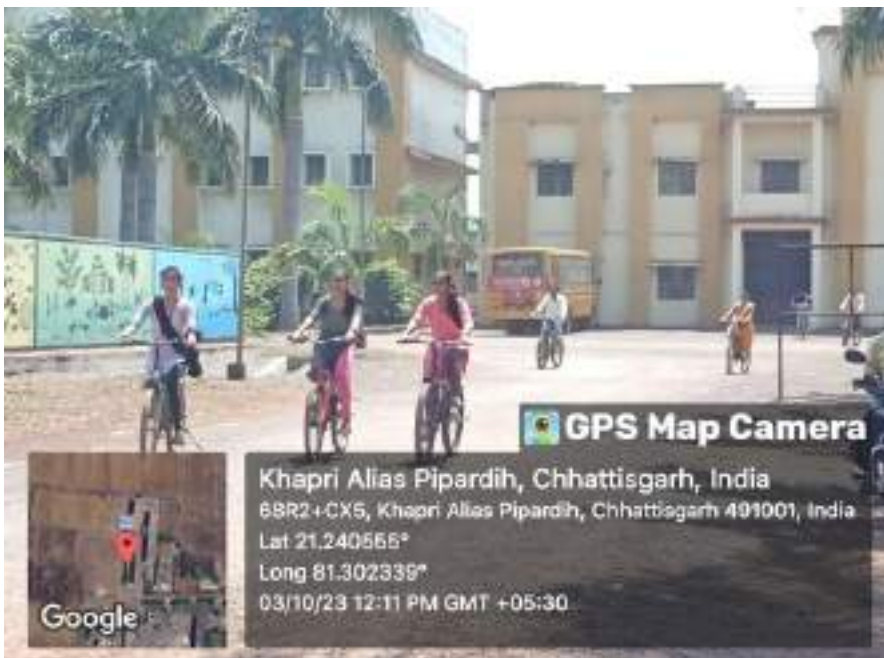 GPS Map Camera
Khapri Alias Pipardih, Chhattisgarh, India
68R2+CX5, Khapri Alias Pipardih, Chhattisgarh 491001, India
Lat 21.240565°
Long 81.302339°
03/10/23 12:11 PM GMT +05:30
Google